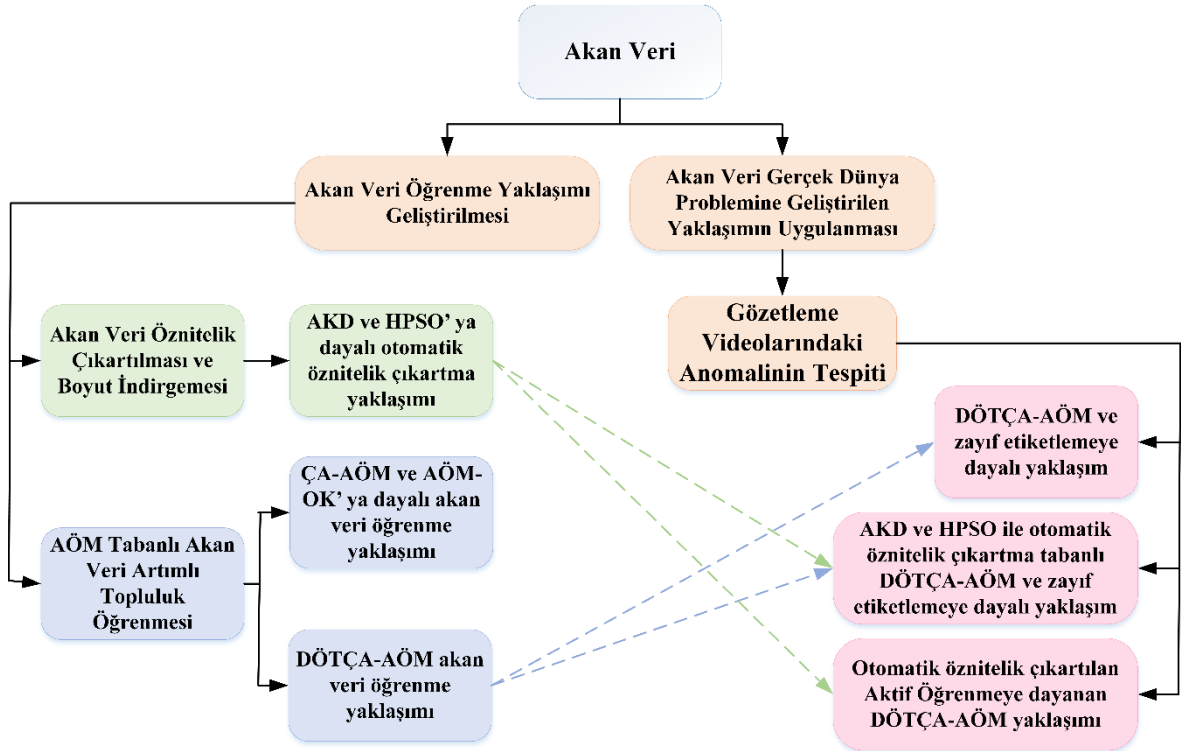 Akan Veri
Akan Veri Öğrenme Yaklaşımı
Geliştirilmesi
Akan Veri Gerçek Dünya
Problemine Geliştirilen
Yaklaşımın Uygulanması
Akan Veri Öznitelik
Çıkartılması ve
Boyut İndirgemesi
AKD ve HPSO’ ya
dayalı otomatik
öznitelik çıkartma
yaklaşımı
Gözetleme
Videolarındaki
Anomalinin Tespiti
AÖM Tabanlı Akan
Veri Artımlı
Topluluk
Öğrenmesi
ÇA-AÖM ve AÖM-
OK’ ya dayalı akan
veri öğrenme
yaklaşımı
DÖTÇA-AÖM akan
veri öğrenme
yaklaşımı
DÖTÇA-AÖM ve
zayıf etiketlemeye
dayalı yaklaşım
AKD ve HPSO ile otomatik
öznitelik çıkartma tabanlı
DÖTÇA-AÖM ve zayıf
etiketlemeye dayalı yaklaşım
Otomatik öznitelik çıkartılan
Aktif Öğrenmeye dayanan
DÖTÇA-AÖM yaklaşımı